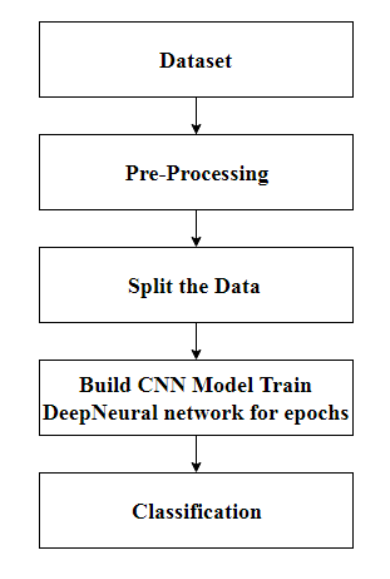 Dataset
Pre-Processing
Split the Data
Build CNN Model Train
DeepNeural network for epochs
Classification